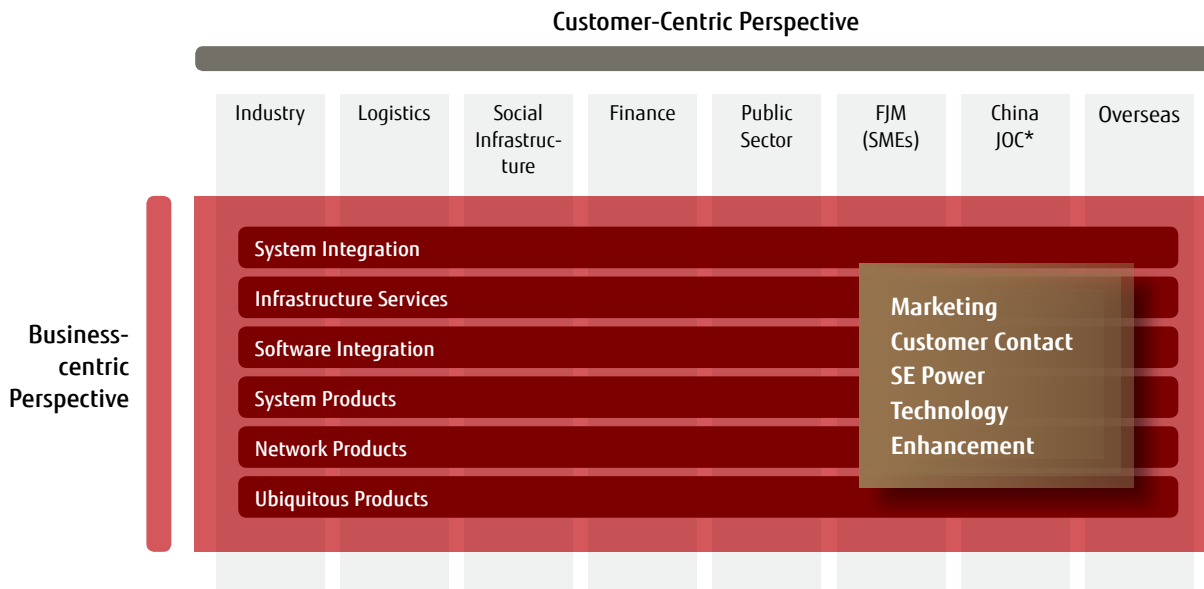 Customer-Centric Perspective
Industry
Logistics
Social
Infrastruc-
ture
Finance
Public
Sector
FJM
(SMEs)
China
JOC*
Overseas
Business-
centric
Perspective
System Integration
Infrastructure Services
Software Integration
System Products
Network Products
Ubiquitous Products
Marketing
Customer Contact
SE Power
Technology
Enhancement